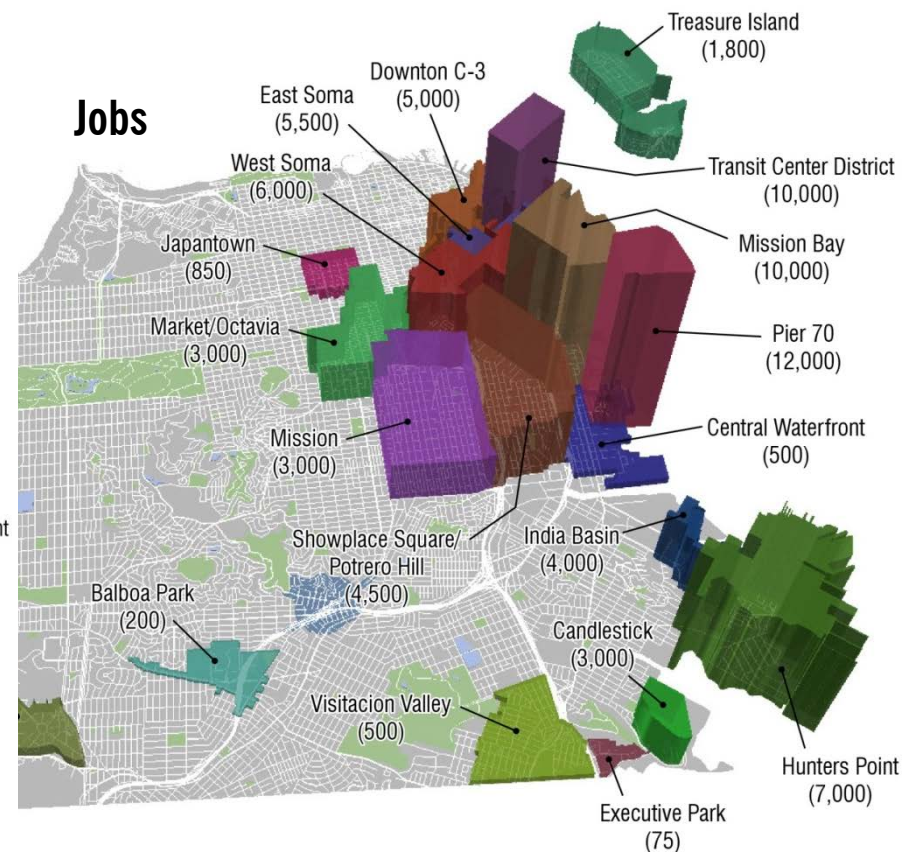 Jobs
Treasure Island
(1,800)
Downton C-3
(5,000)
East Soma
(5,500)
West Soma
(6,000)
Transit Center District
(10,000)
Japantown
(850)
Mission Bay
(10,000)
Market/Octavia
(3,000)
Pier 70
(12,000)
Mission
(3,000)
Central Waterfront
(500)
Showplace Square/
Potrero Hill
(4,500)
India Basin
(4,000)
Balboa Park
(200)
Candlestick
(3,000)
Visitacion Valley
(500)
Hunters Point
(7,000)
Executive Park
(75)